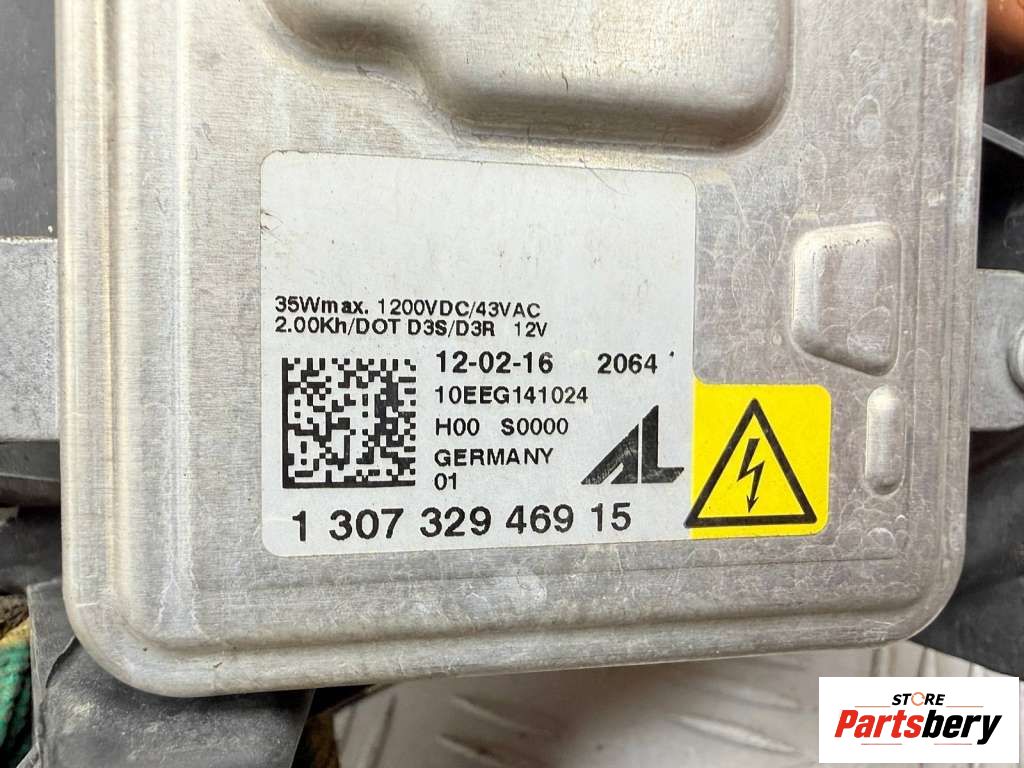 35Wmax. 1200VDC/43VAC
2.00Kh/DOT D3S/D3R 12V
12-02-16 2064
10EEG141024
H00 S0000
GERMANY
01
AL
1 307 329 469 15
STORE
Partsbery